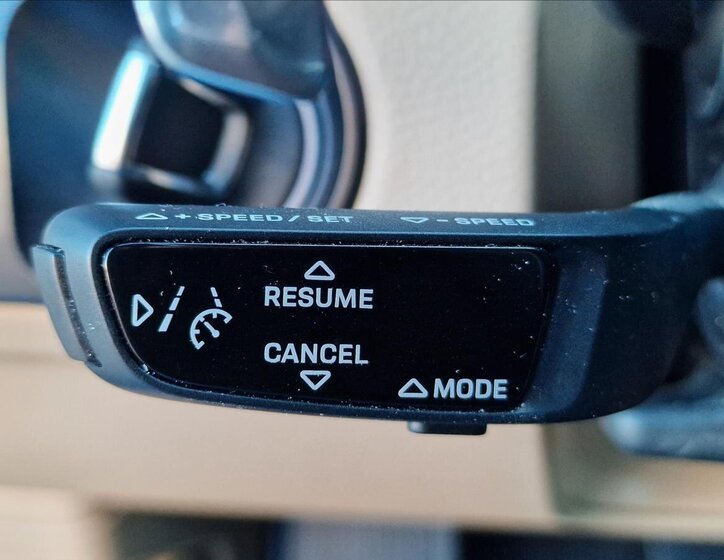 + SPEED / SET
- SPEED
RESUME
CANCEL
MODE